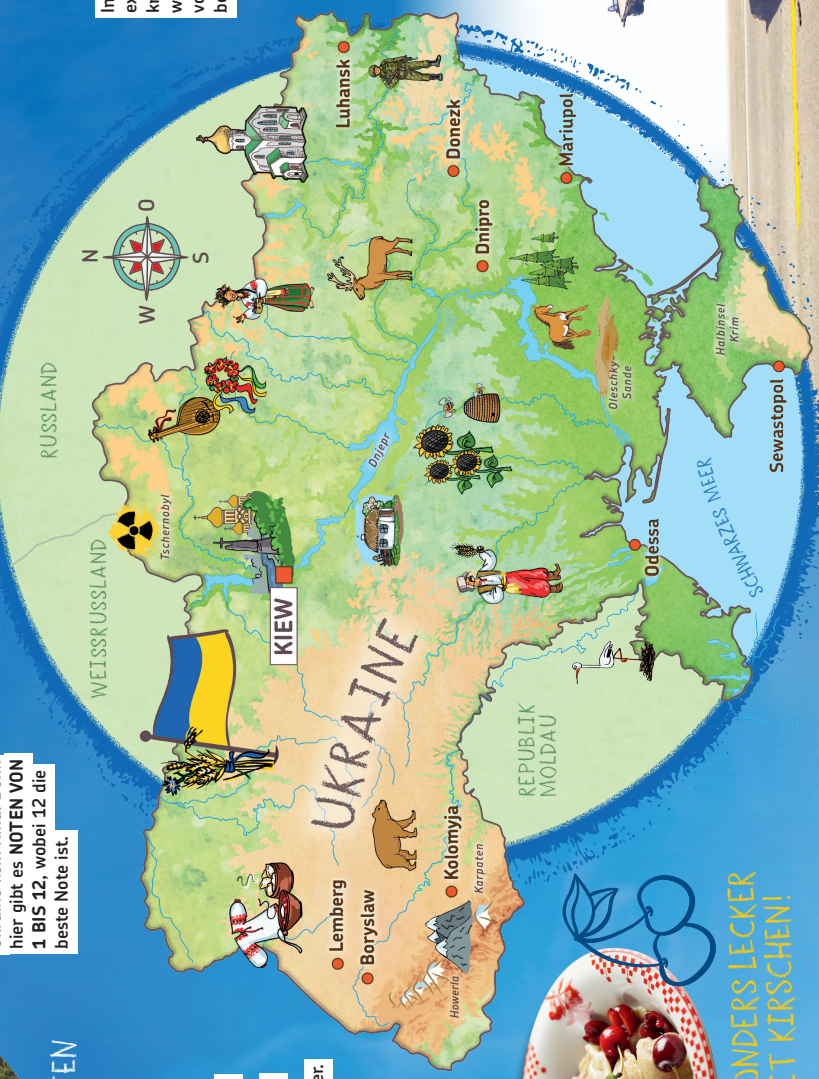 hier gibt es NOTEN VON
1 BIS 12, wobei 12 die
beste Note ist.
RUSSLAND
WEISSRUSSLAND
N
W
O
S
Tschernobyl
KIEW
Luhansk
Donezk
Dnipro
Mariupol
Dnjepr
UKRAINE
Lemberg
Boryslaw
Kolomyja
Karpaten
Howerla
REPUBLIK
MOLDAU
Odessa
Oleschky-
Sande
Halbinsel
Krim
Sewastopol
SCHWARZES MEER
ONDERS LECKER
T KIRSCHEN!